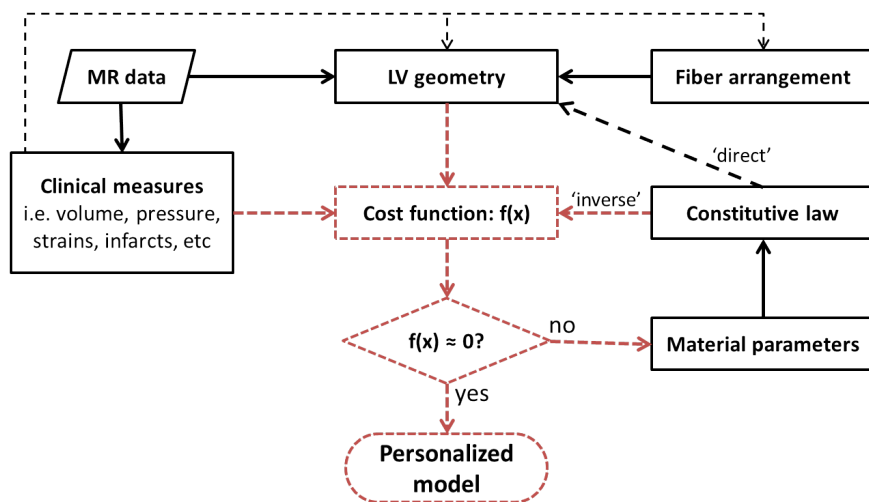 MR data
LV geometry
Fiber arrangement
'direct'
Clinical measures
i.e. volume, pressure,
strains, infarcts, etc
Cost function: f(x)
'inverse'
Constitutive law
f(x) ≈ 0?
no
Material parameters
yes
Personalized
model